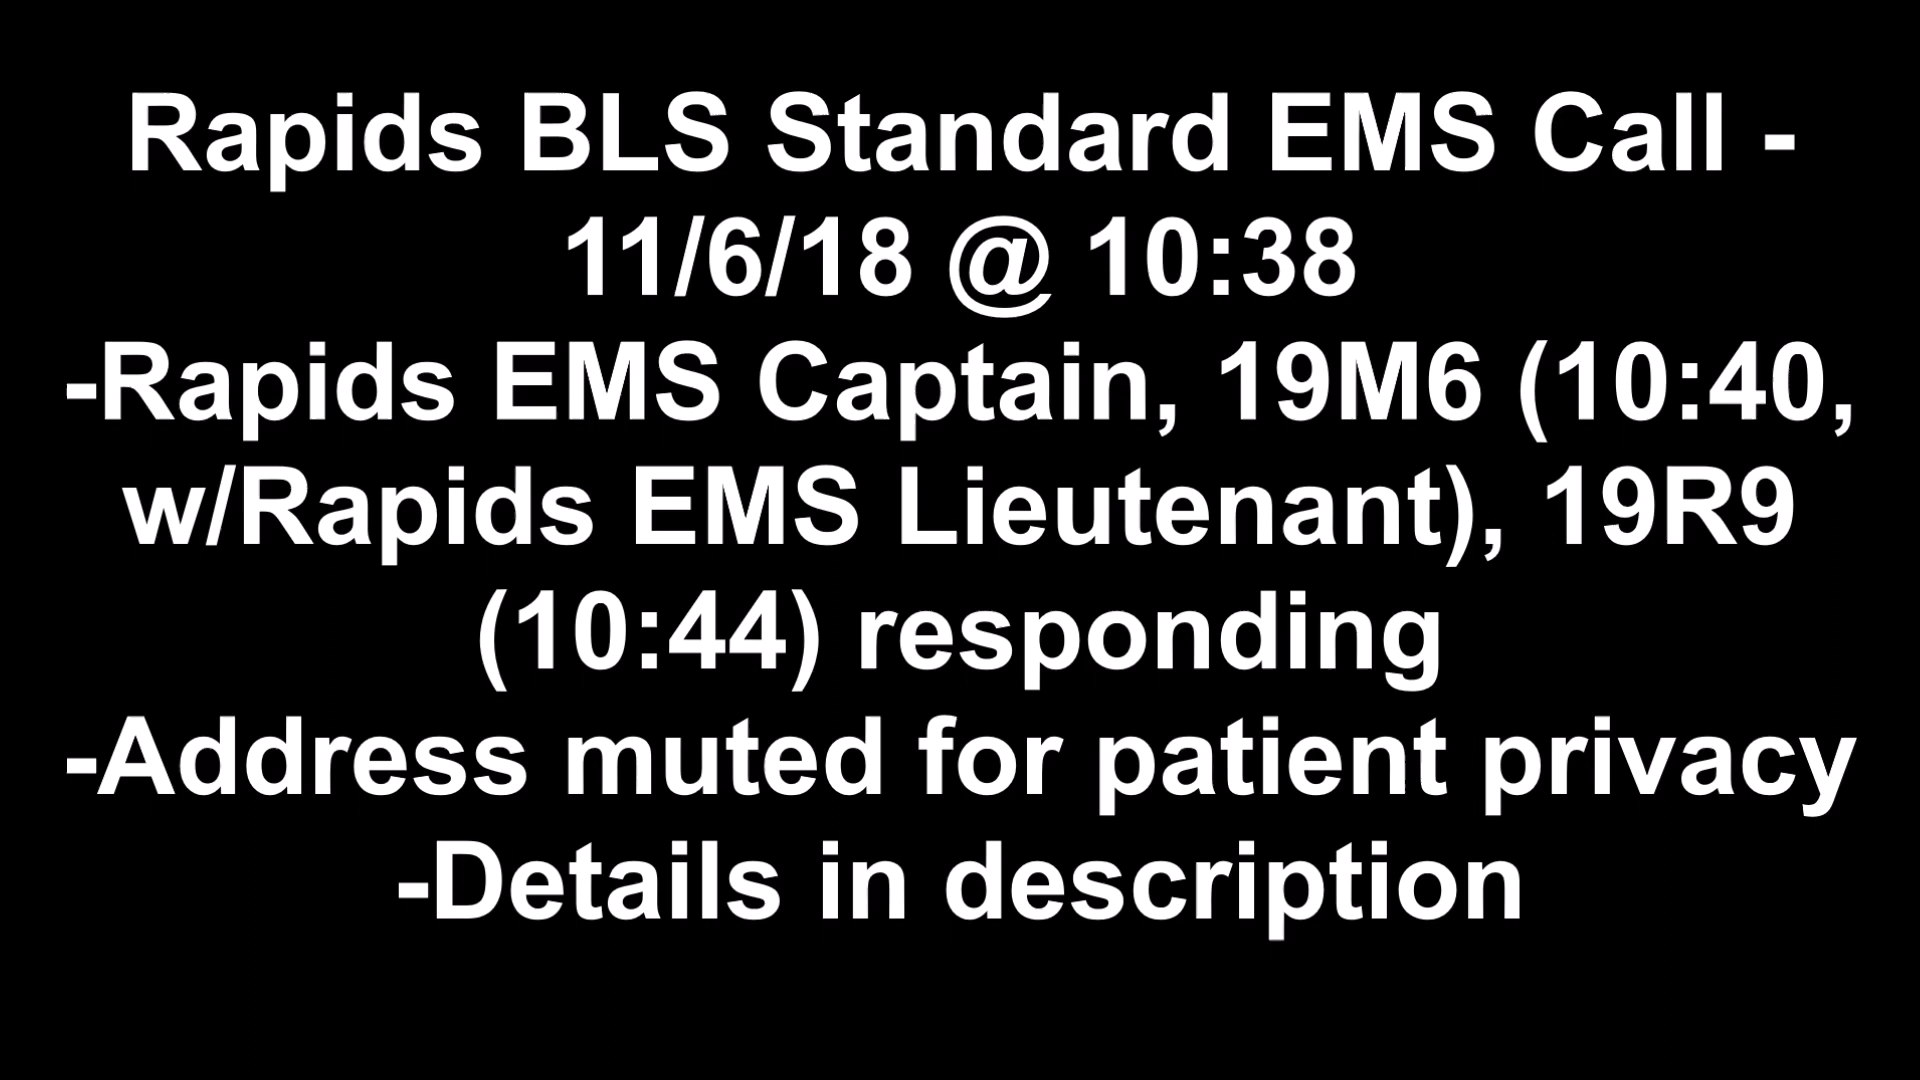 Rapids BLS Standard EMS Call -
11/6/18 @ 10:38
-Rapids EMS Captain, 19M6 (10:40,
w/Rapids EMS Lieutenant), 19R9
(10:44) responding
-Address muted for patient privacy
-Details in description